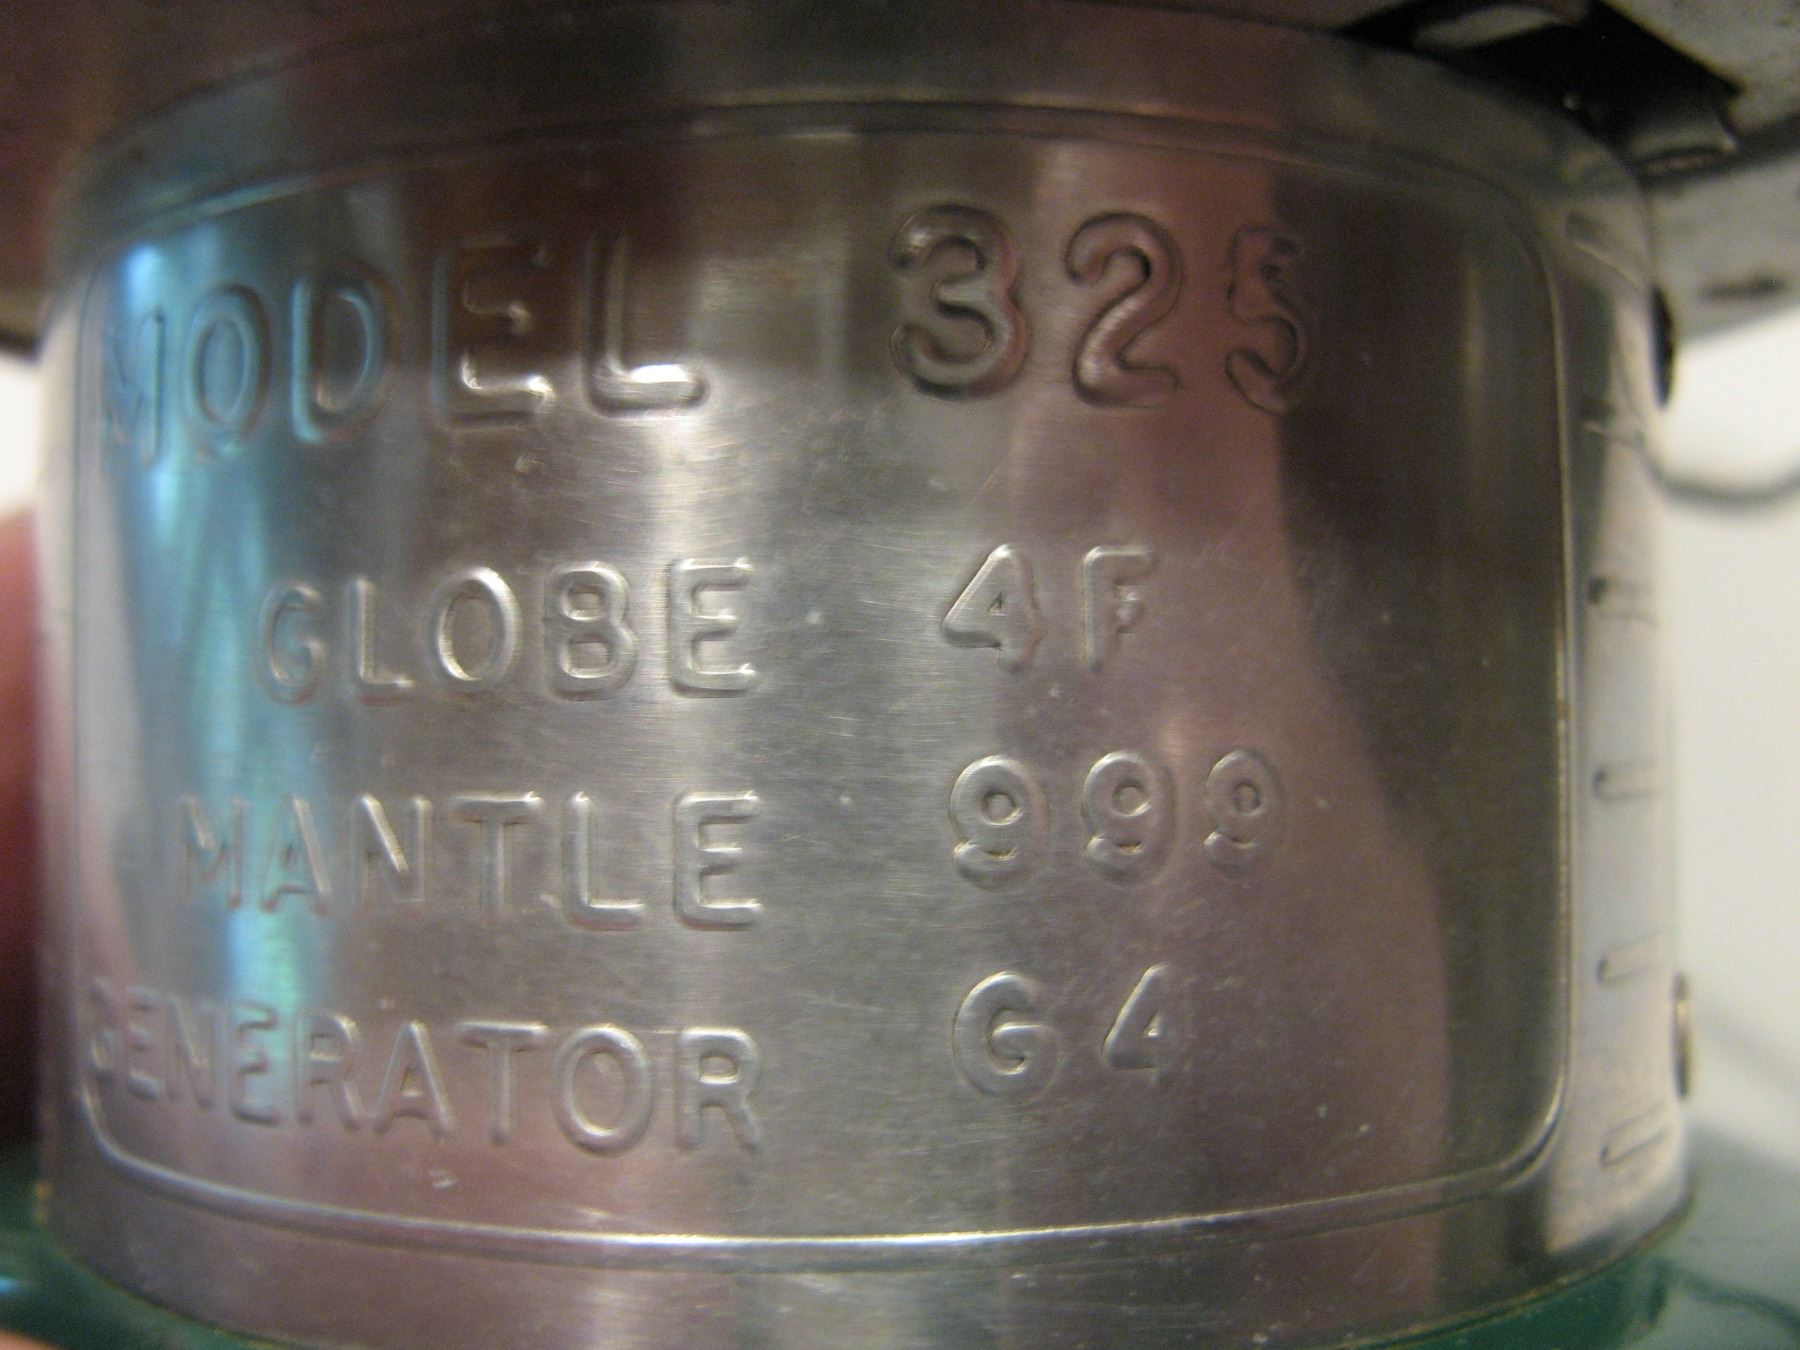 MODEL 325
GLOBE 4F
MANTLE 999
GENERATOR G4